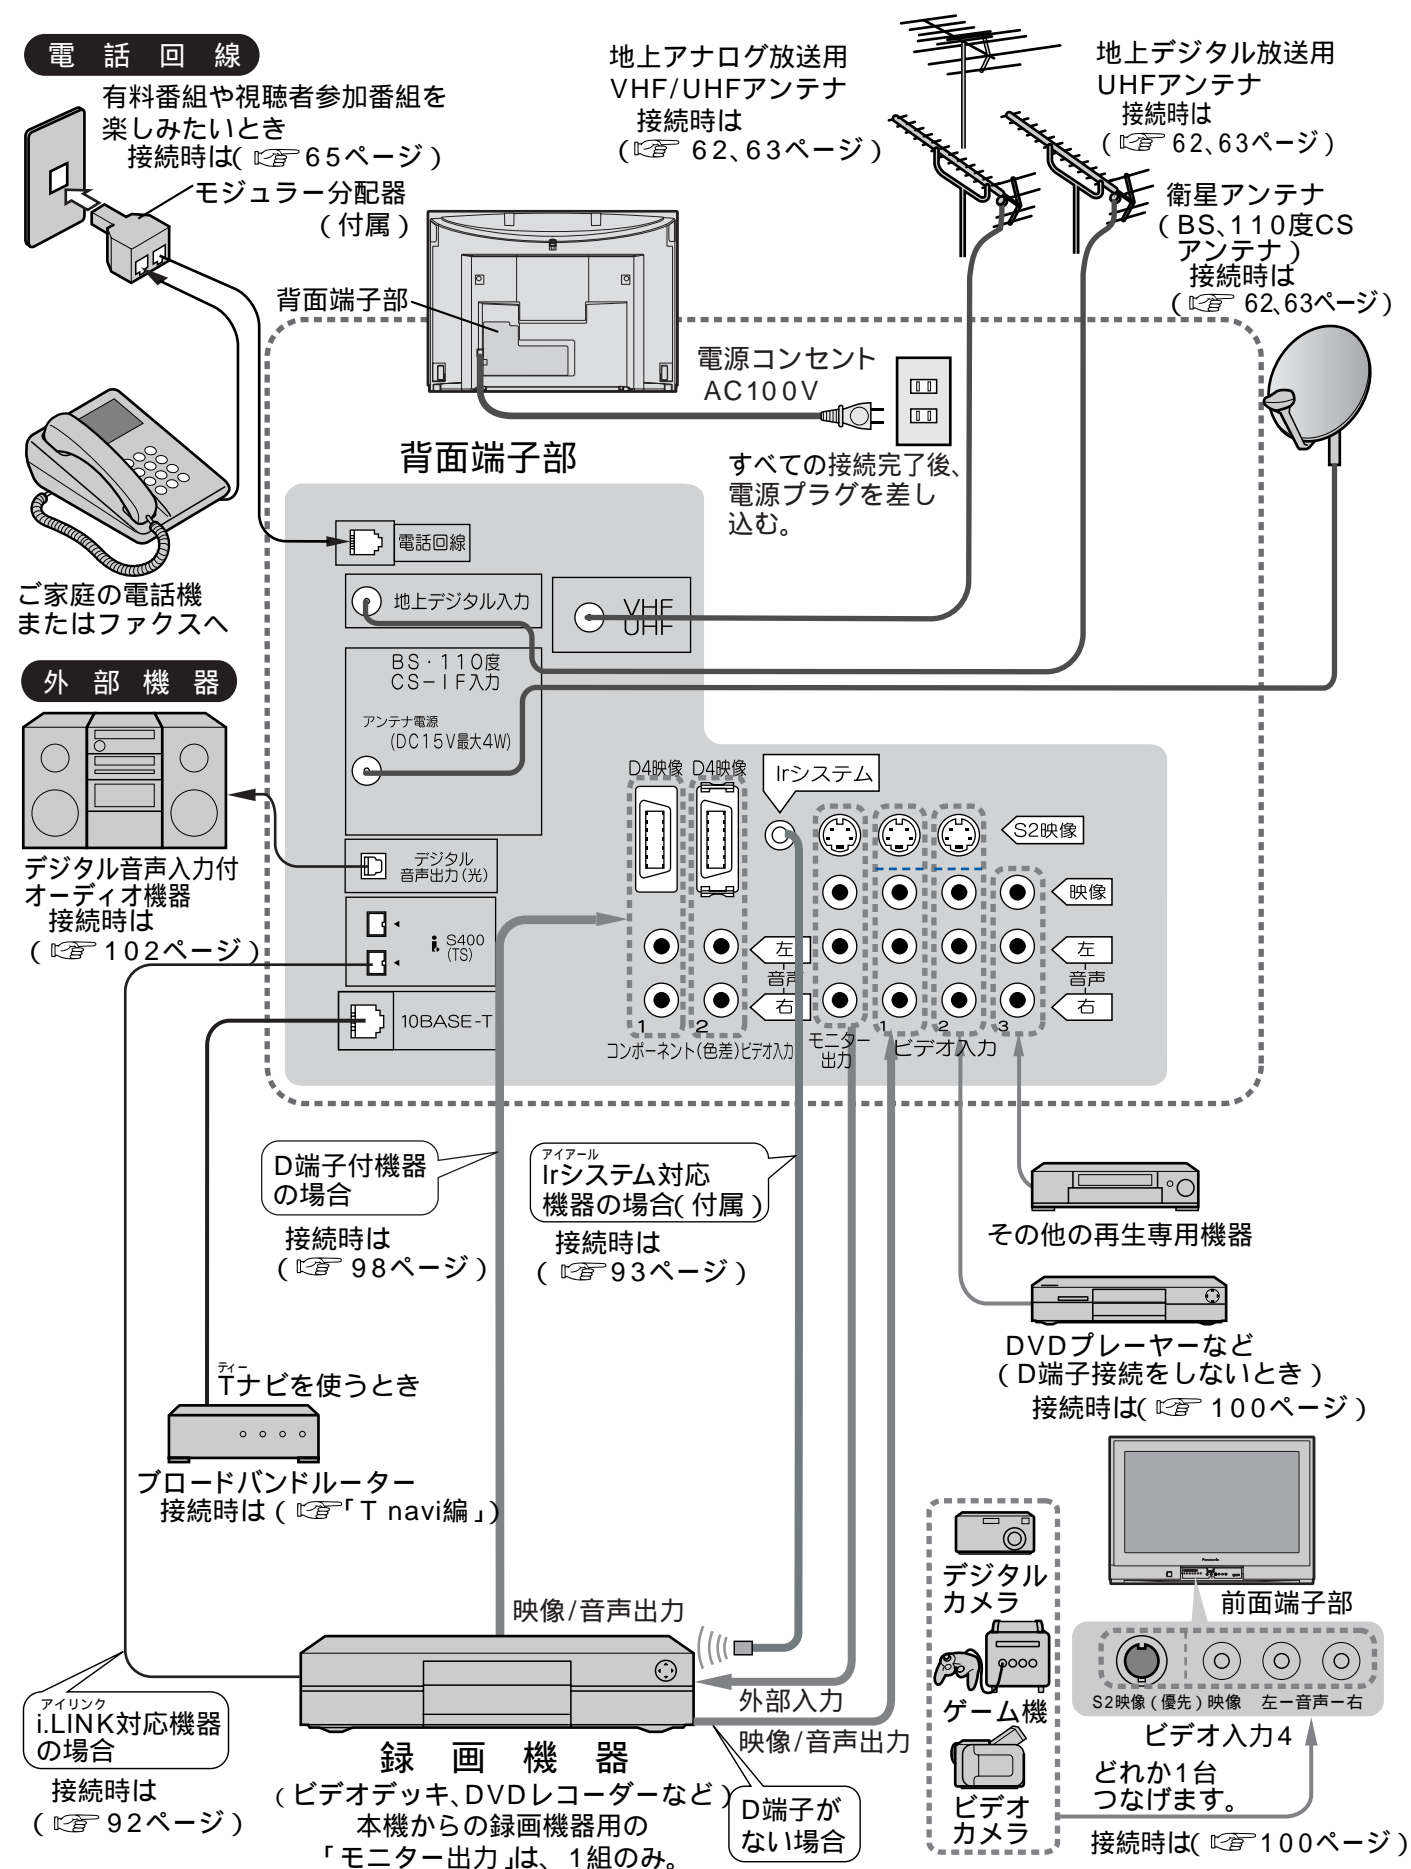 電話回線
有料番組や視聴者参加番組を
楽しみたいとき
接続時は(☞65ページ)
モジュラー分配器
(付属)
地上アナログ放送用
VHF/UHFアンテナ
接続時は
(☞ 62、63ページ)
地上デジタル放送用
UHFアンテナ
接続時は
(☞ 62、63ページ)
衛星アンテナ
(BS、110度CS
アンテナ)
接続時は
(☞ 62、63ページ)
背面端子部
電源コンセント
AC100V
すべての接続完了後、
電源プラグを差し
込む。
ご家庭の電話機
またはファクスへ
背面端子部
電話回線
地上デジタル入力
VHF
UHF
BS・110度
CS-IF入力
アンテナ電源
(DC15V最大4W)
デジタル
音声出力(光)
i. S400
(TS)
10BASE-T
D4映像 D4映像
Irシステム
S2映像
映像
左
音声
右
左
音声
右
1 2
コンポーネント(色差)ビデオ入力
モニター
出力
1 2 3
ビデオ入力
外部機器
デジタル音声入力付
オーディオ機器
接続時は
(☞102ページ)
D端子付機器
の場合
接続時は
(☞98ページ)
アイアール
Irシステム対応
機器の場合(付属)
接続時は
(☞93ページ)
その他の再生専用機器
DVDプレーヤーなど
(D端子接続をしないとき)
接続時は(☞100ページ)
ティー
Tナビを使うとき
ブロードバンドルーター
接続時は(☞「T navi編」)
映像/音声出力
外部入力
映像/音声出力
アイリンク
i.LINK対応機器
の場合
接続時は
(☞92ページ)
録画機器
(ビデオデッキ、DVDレコーダーなど)
本機からの録画機器用の
「モニター出力」は、1組のみ。
D端子が
ない場合
デジタル
カメラ
ゲーム機
ビデオ
カメラ
Panasonic
前面端子部
S2映像(優先)映像 左ー音声ー右
ビデオ入力4
どれか1台
つなげます。
接続時は(☞100ページ)